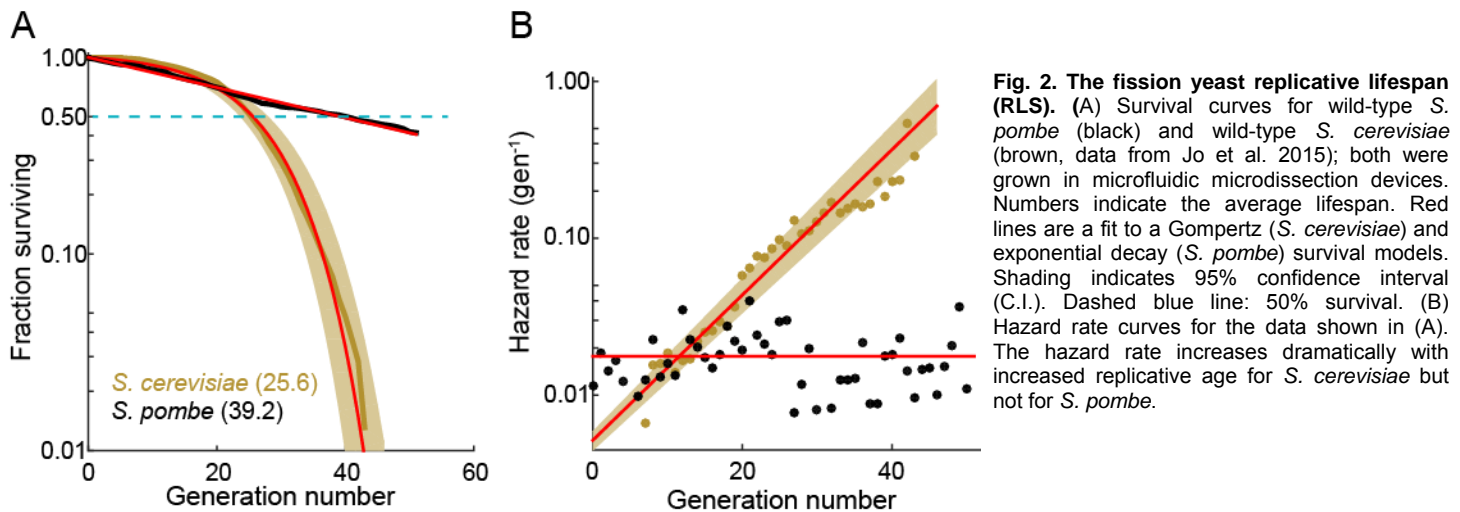 A
1.00
0.50
0.10
0.01
Fraction surviving
S. cerevisiae (25.6)
S. pombe (39.2)
0
20
40
60
Generation number
B
1.00
0.10
0.01
Hazard rate (gen⁻¹)
0
20
40
Generation number
Fig. 2. The fission yeast replicative lifespan
(RLS). (A) Survival curves for wild-type S.
pombe (black) and wild-type S. cerevisiae
(brown, data from Jo et al. 2015); both were
grown in microfluidic microdissection devices.
Numbers indicate the average lifespan. Red
lines are a fit to a Gompertz (S. cerevisiae) and
exponential decay (S. pombe) survival models.
Shading indicates 95% confidence interval
(C.I.). Dashed blue line: 50% survival. (B)
Hazard rate curves for the data shown in (A).
The hazard rate increases dramatically with
increased replicative age for S. cerevisiae but
not for S. pombe.